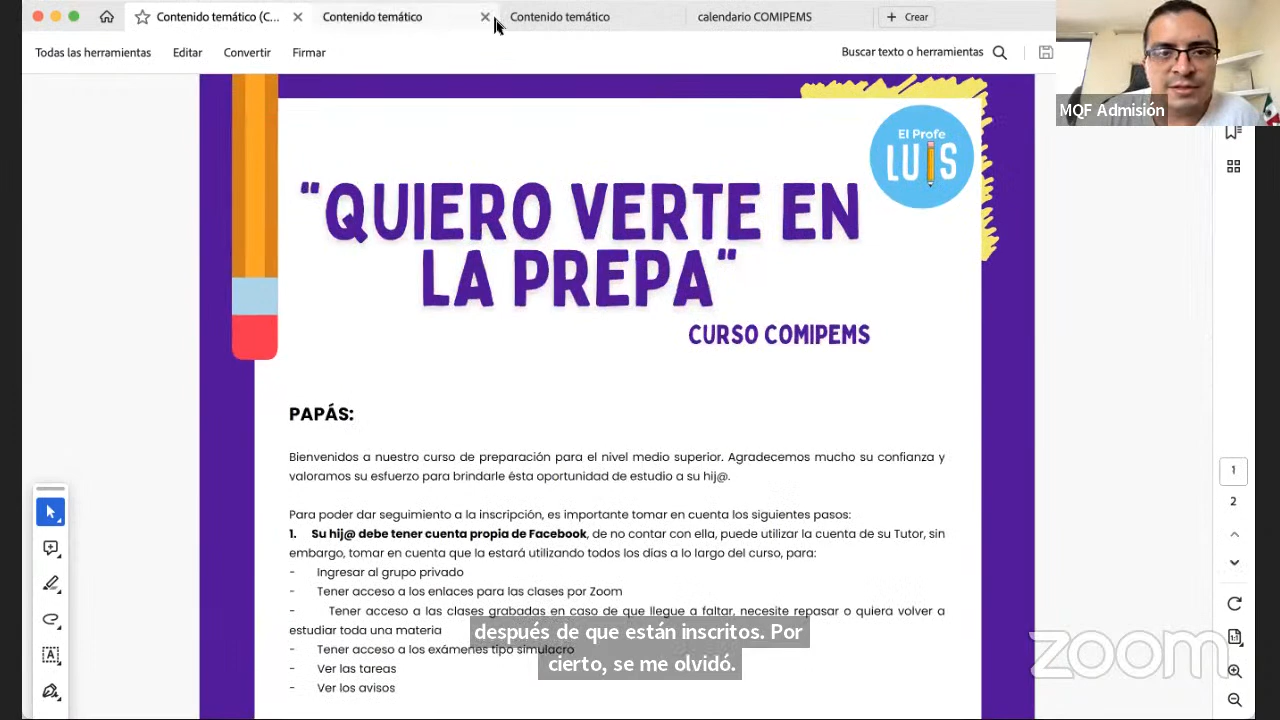 Contenido temático (C...
Contenido temático
Contenido temático
calendario COMIPEMS
+ Crear
Todas las herramientas
Editar
Convertir
Firmar
Buscar texto o herramientas
MQF Admisión
El Profe
LUIS
"QUIERO VERTE EN
LA PREPA"
CURSO COMIPEMS
PAPÁS:
Bienvenidos a nuestro curso de preparación para el nivel medio superior. Agradecemos mucho su confianza y
valoramos su esfuerzo para brindarle ésta oportunidad de estudio a su hij@.
Para poder dar seguimiento a la inscripción, es importante tomar en cuenta los siguientes pasos:
1. Su hij@ debe tener cuenta propia de Facebook, de no contar con ella, puede utilizar la cuenta de su Tutor, sin
embargo, tomar en cuenta que la estará utilizando todos los días a lo largo del curso, para:
- Ingresar al grupo privado
- Tener acceso a los enlaces para las clases por Zoom
- Tener acceso a las clases grabadas en caso de que llegue a faltar, necesite repasar o quiera volver a
estudiar toda una materia
- Tener acceso a los exámenes tipo simulacro
- Ver las tareas
- Ver los avisos
después de que están inscritos. Por
cierto, se me olvidó.
1
2
zoom